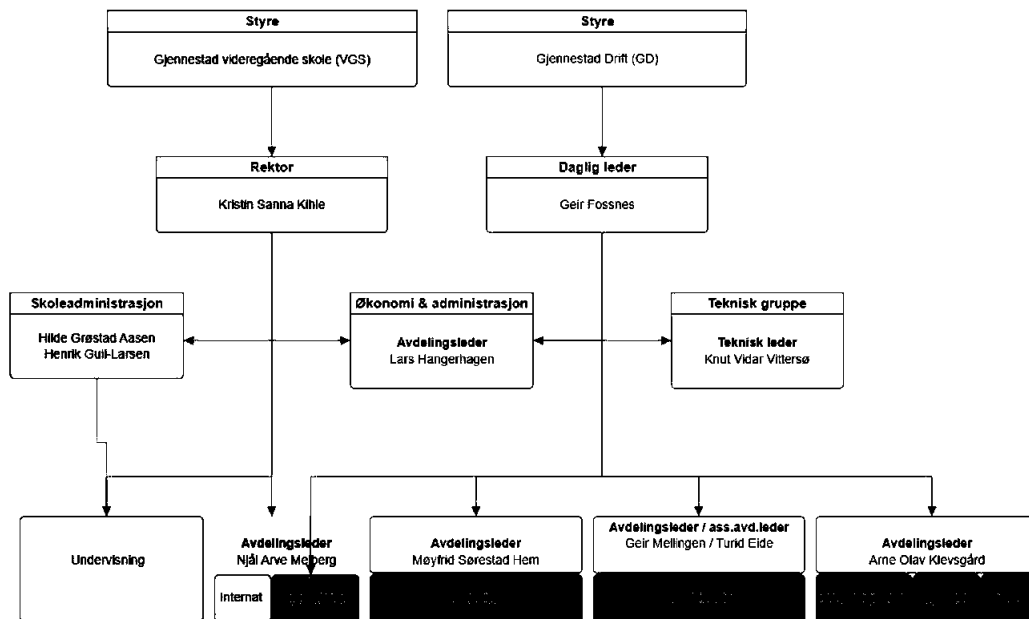 Styre
Gjennestad videregående skole (VGS)
Styre
Gjennestad Drift (GD)
Rektor
Kristin Sanna Kihle
Daglig leder
Geir Fossnes
Skoleadministrasjon
Hilde Grøstad Aasen
Henrik Gull-Larsen
Økonomi & administrasjon
Avdelingsleder
Lars Hangerhagen
Teknisk gruppe
Teknisk leder
Knut Vidar Vittersø
Undervisning
Avdelingsleder
Njål Arve Melberg
Internat
Avdelingsleder
Møyfrid Sørestad Hem
Avdelingsleder / ass.avd.leder
Geir Mellingen / Turid Eide
Avdelingsleder
Arne Olav Klevsgård